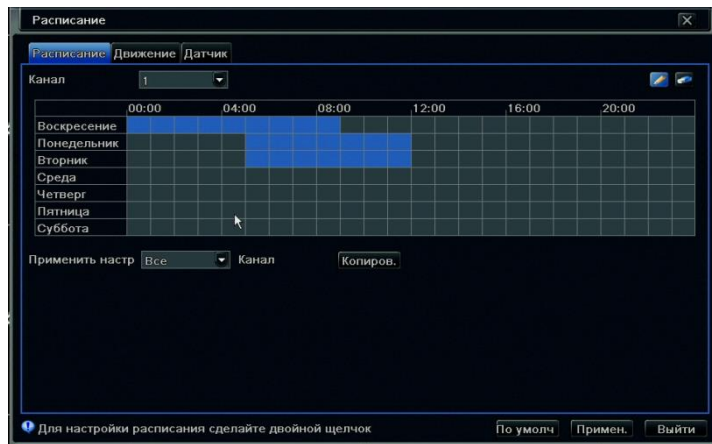 Расписание
Расписание Движение Датчик
Канал 1
00:00 04:00 08:00 12:00 16:00 20:00
Воскресение
Понедельник
Вторник
Среда
Четверг
Пятница
Суббота
Применить настр Все Канал Копиров.
Для настройки расписания сделайте двойной щелчок По умолч Примен. Выйти